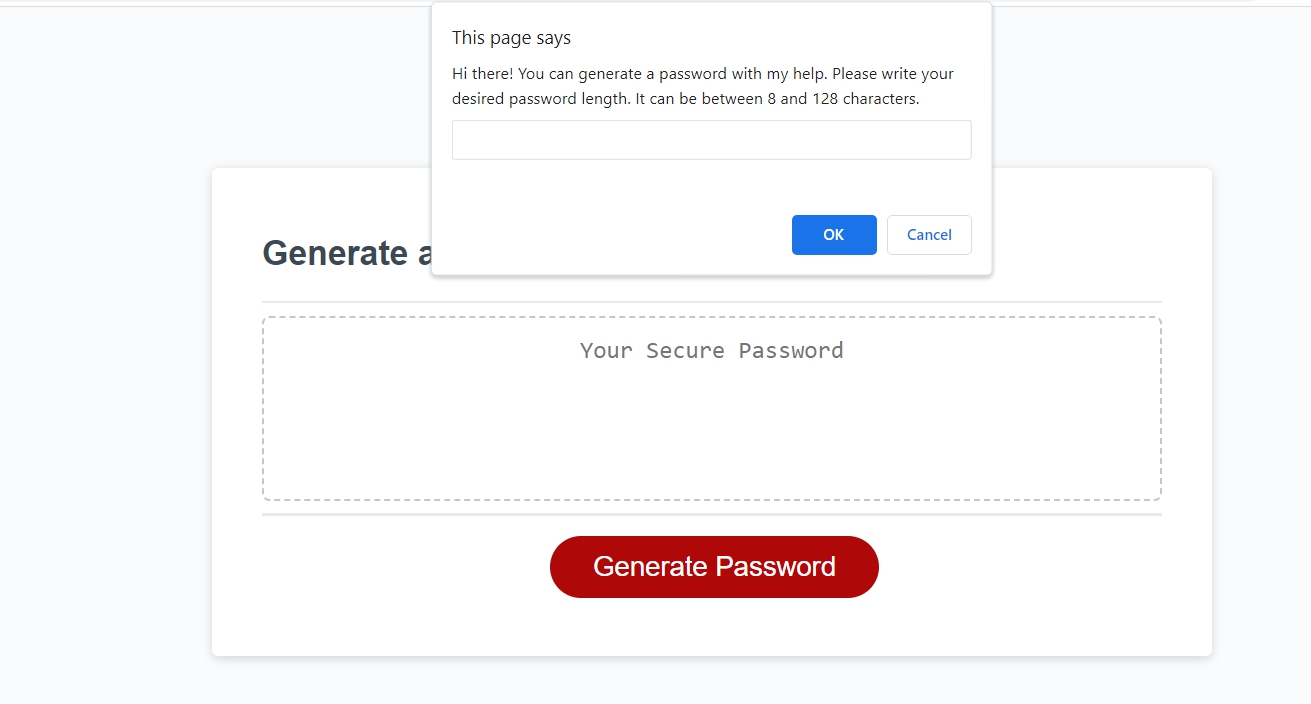 This page says
Hi there! You can generate a password with my help. Please write your
desired password length. It can be between 8 and 128 characters.
OK Cancel
Generate a
Your Secure Password
Generate Password